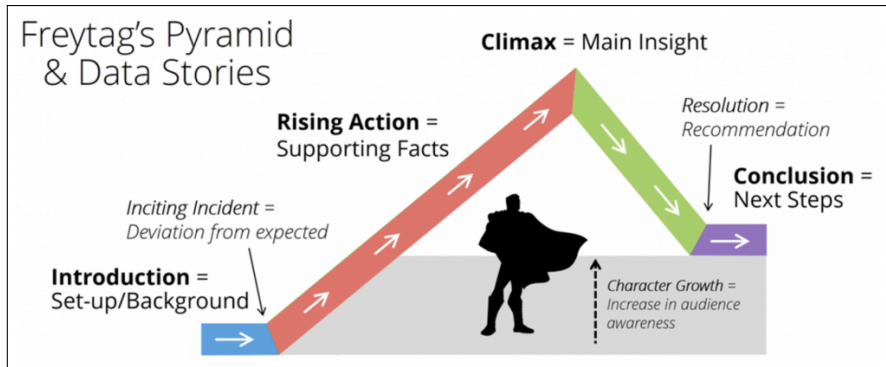 Freytag's Pyramid
& Data Stories
Climax = Main Insight
Rising Action =
Supporting Facts
Resolution =
Recommendation
Conclusion =
Next Steps
Inciting Incident =
Deviation from expected
Introduction =
Set-up/Background
Character Growth =
Increase in audience
awareness